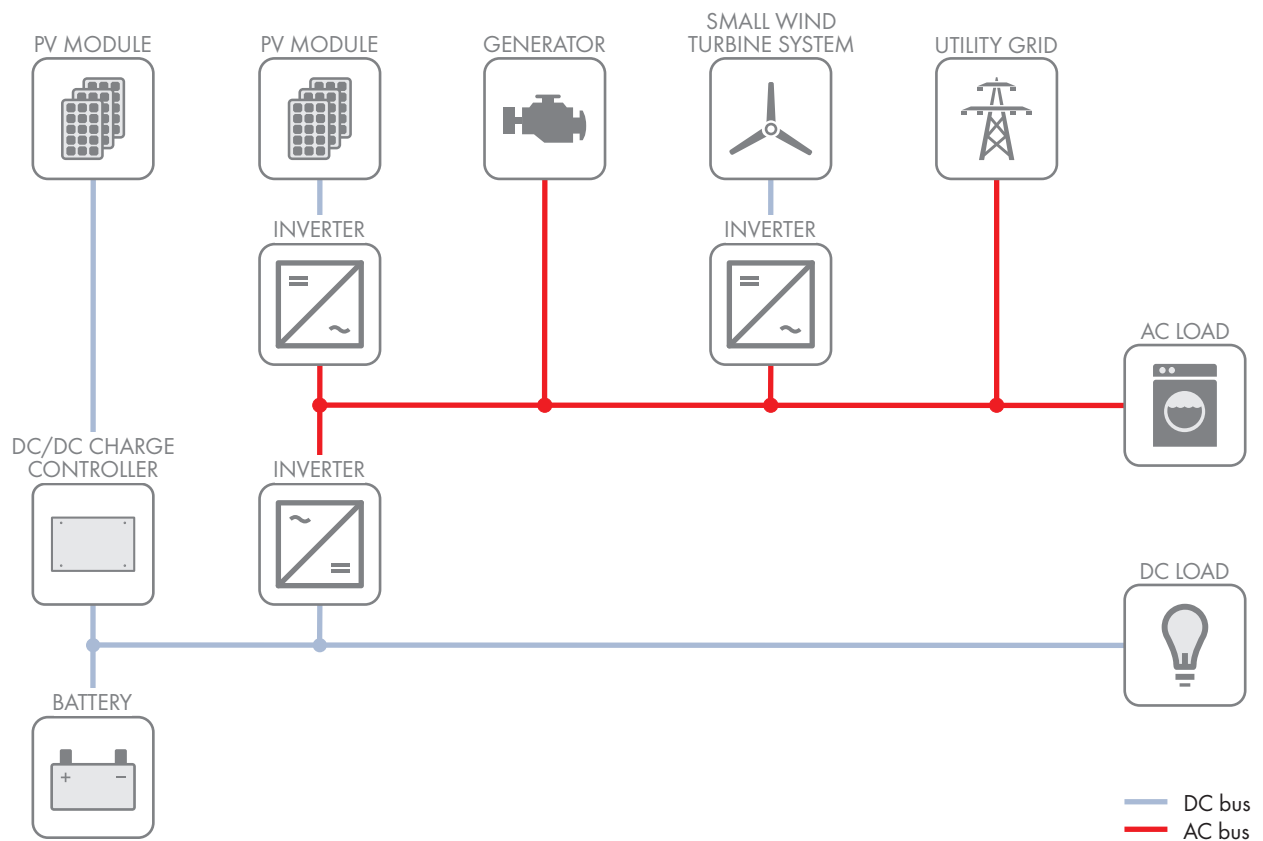 PV MODULE
PV MODULE
GENERATOR
SMALL WIND
TURBINE SYSTEM
UTILITY GRID
INVERTER
INVERTER
AC LOAD
DC/DC CHARGE
CONTROLLER
INVERTER
DC LOAD
BATTERY
+ −
DC bus
AC bus